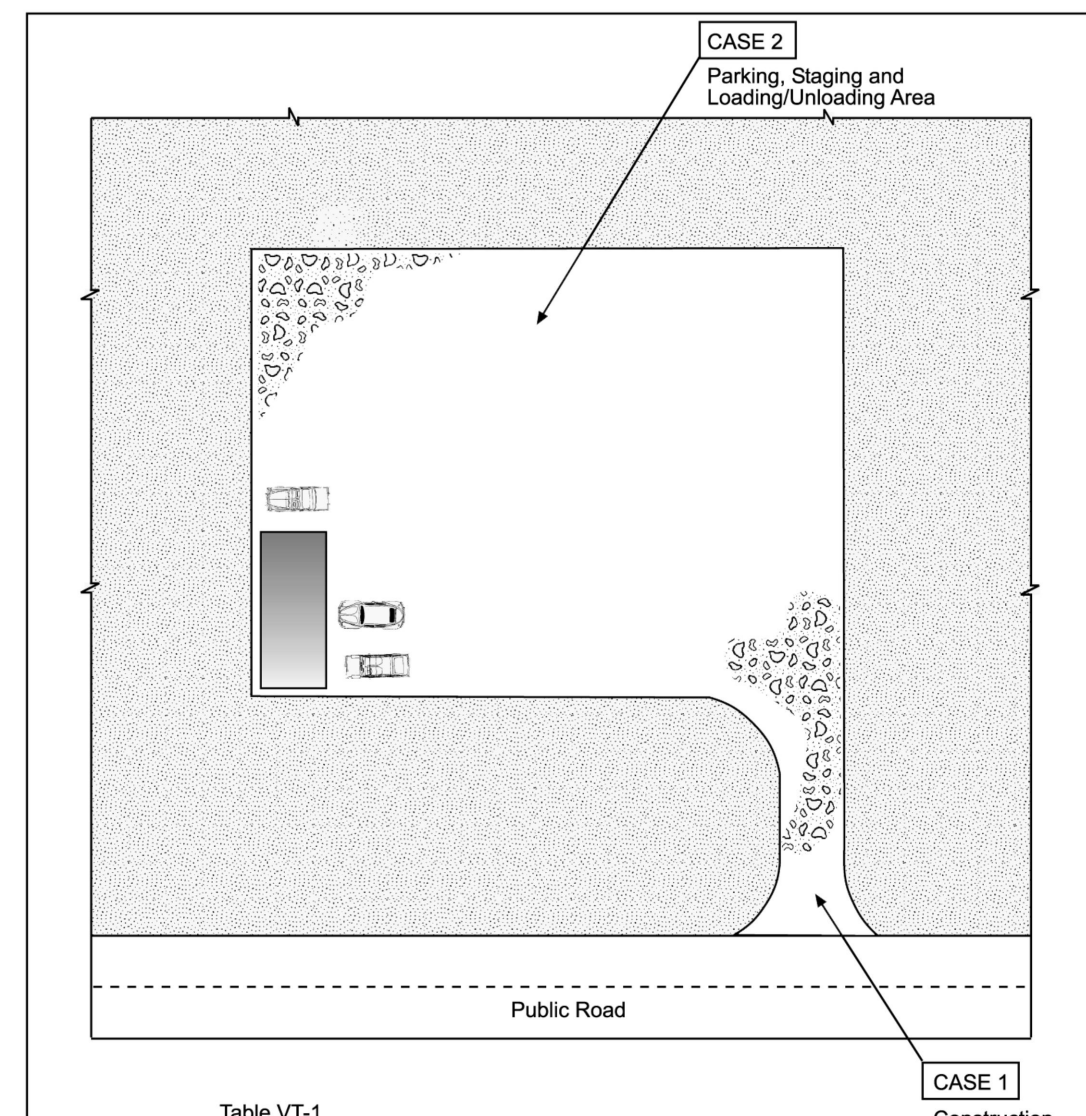 CASE 2
Parking, Staging and
Loading/Unloading Area
Public Road
CASE 1
Construction
Table VT-1